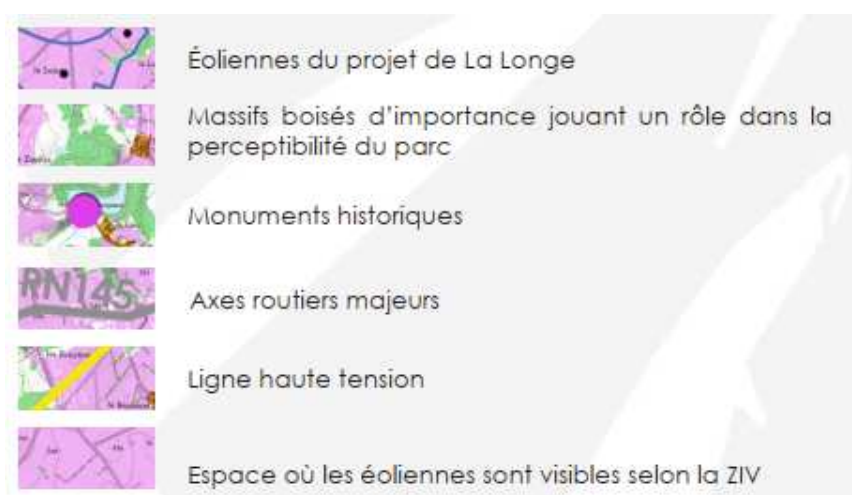 Éoliennes du projet de La Longe
Massifs boisés d'importance jouant un rôle dans la
perceptibilité du parc
Monuments historiques
RN145
Axes routiers majeurs
Ligne haute tension
Espace où les éoliennes sont visibles selon la ZIV